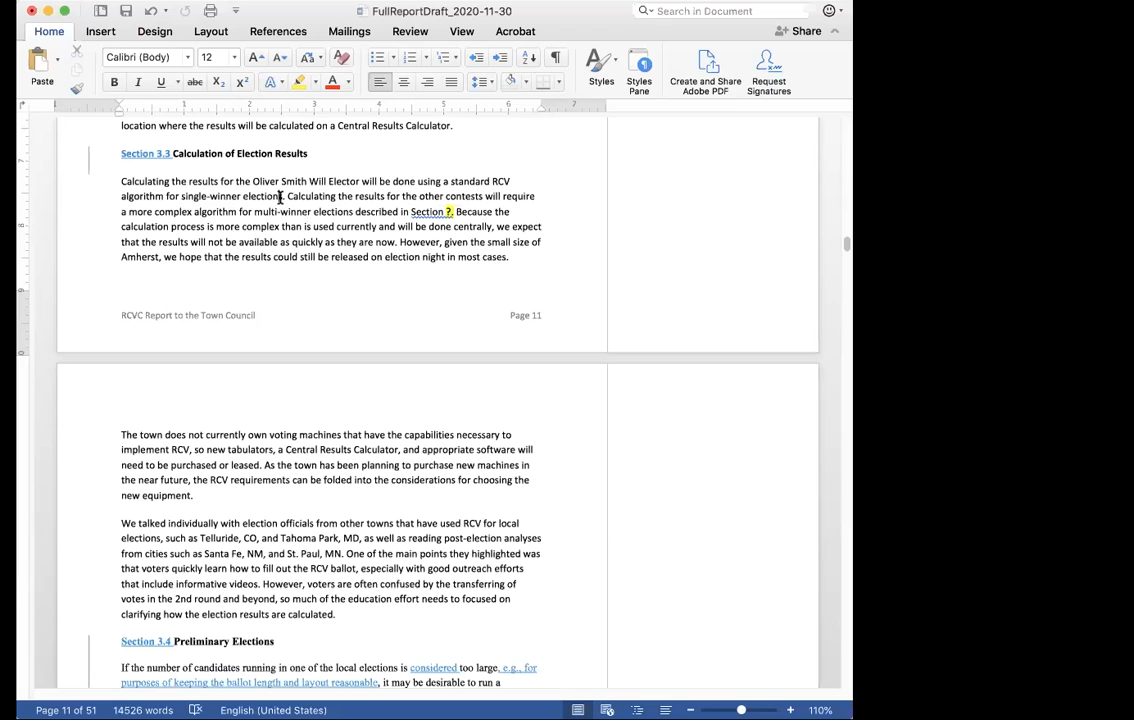 FullReportDraft_2020-11-30
Search in Document
Home Insert Design Layout References Mailings Review View Acrobat Share
Paste
Calibri (Body) 12
Styles
Styles Pane
Create and Share Adobe PDF
Request Signatures
1 1 2 3 4 5 6 7
location where the results will be calculated on a Central Results Calculator.
Section 3.3 Calculation of Election Results
Calculating the results for the Oliver Smith Will Elector will be done using a standard RCV
algorithm for single-winner elections. Calculating the results for the other contests will require
a more complex algorithm for multi-winner elections described in Section ?. Because the
calculation process is more complex than is used currently and will be done centrally, we expect
that the results will not be available as quickly as they are now. However, given the small size of
Amherst, we hope that the results could still be released on election night in most cases.
RCVC Report to the Town Council Page 11
The town does not currently own voting machines that have the capabilities necessary to
implement RCV, so new tabulators, a Central Results Calculator, and appropriate software will
need to be purchased or leased. As the town has been planning to purchase new machines in
the near future, the RCV requirements can be folded into the considerations for choosing the
new equipment.
We talked individually with election officials from other towns that have used RCV for local
elections, such as Telluride, CO, and Tahoma Park, MD, as well as reading post-election analyses
from cities such as Santa Fe, NM, and St. Paul, MN. One of the main points they highlighted was
that voters quickly learn how to fill out the RCV ballot, especially with good outreach efforts
that include informative videos. However, voters are often confused by the transferring of
votes in the 2nd round and beyond, so much of the education effort needs to focused on
clarifying how the election results are calculated.
Section 3.4 Preliminary Elections
If the number of candidates running in one of the local elections is considered too large, e.g., for
purposes of keeping the ballot length and layout reasonable, it may be desirable to run a
Page 11 of 51 14526 words English (United States) 110%